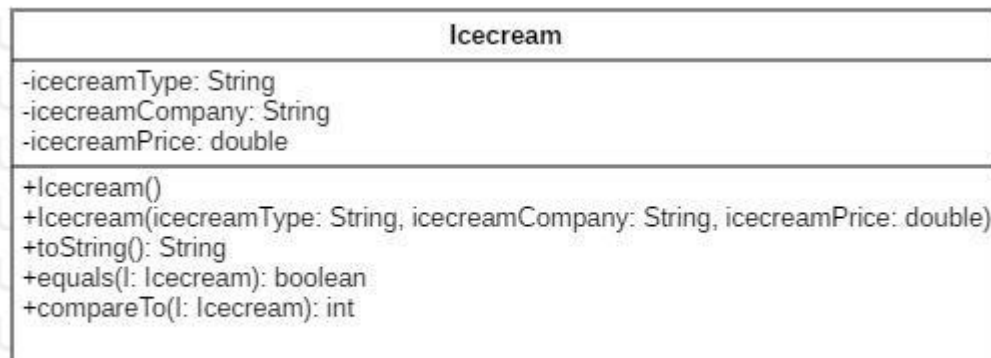 Icecream
-icecreamType: String
-icecreamCompany: String
-icecreamPrice: double
+Icecream()
+Icecream(icecreamType: String, icecreamCompany: String, icecreamPrice: double)
+toString(): String
+equals(I: Icecream): boolean
+compareTo(I: Icecream): int